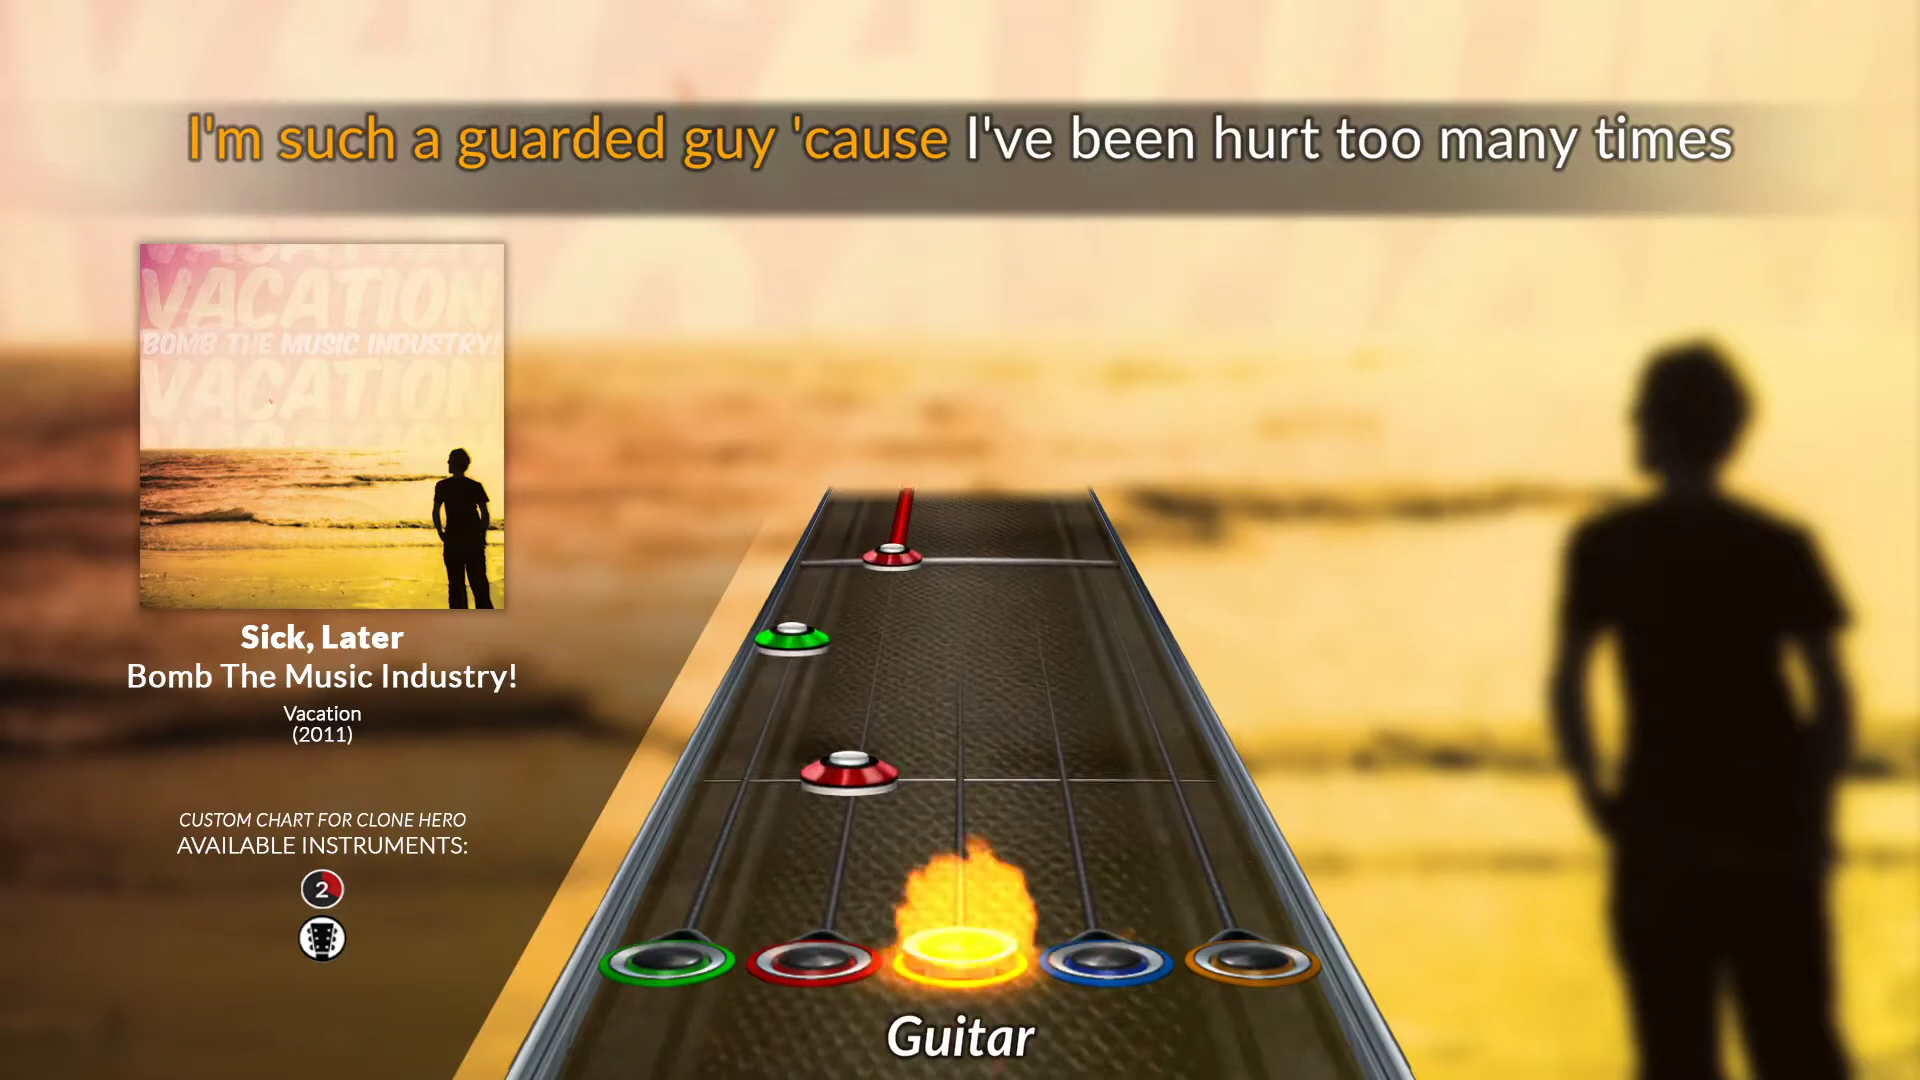 I'm such a guarded guy 'cause I've been hurt too many times
VACATION
BOMB THE MUSIC INDUSTRY!
VACATION
Sick, Later
Bomb The Music Industry!
Vacation
(2011)
CUSTOM CHART FOR CLONE HERO
AVAILABLE INSTRUMENTS:
2
Guitar